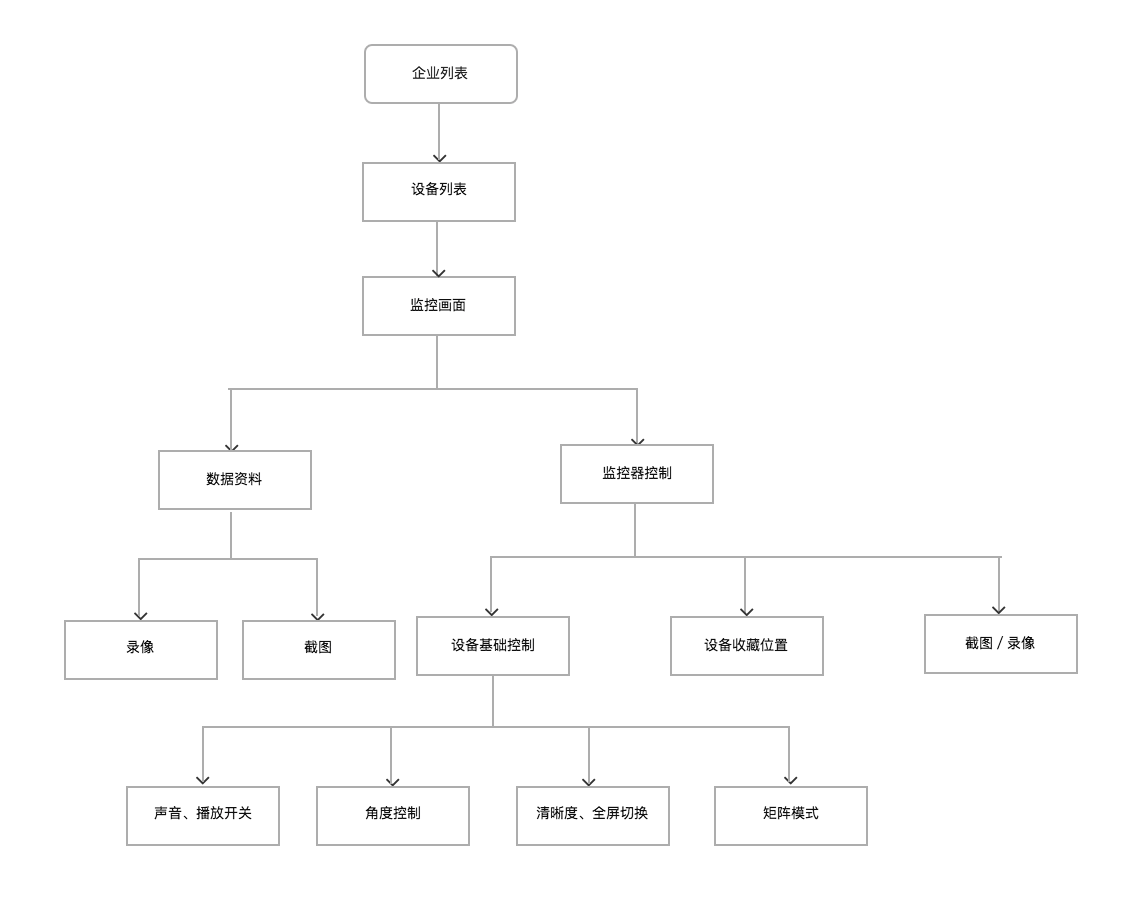 企业列表
设备列表
监控画面
数据资料
监控器控制
录像
截图
设备基础控制
设备收藏位置
截图 / 录像
声音、播放开关
角度控制
清晰度、全屏切换
矩阵模式